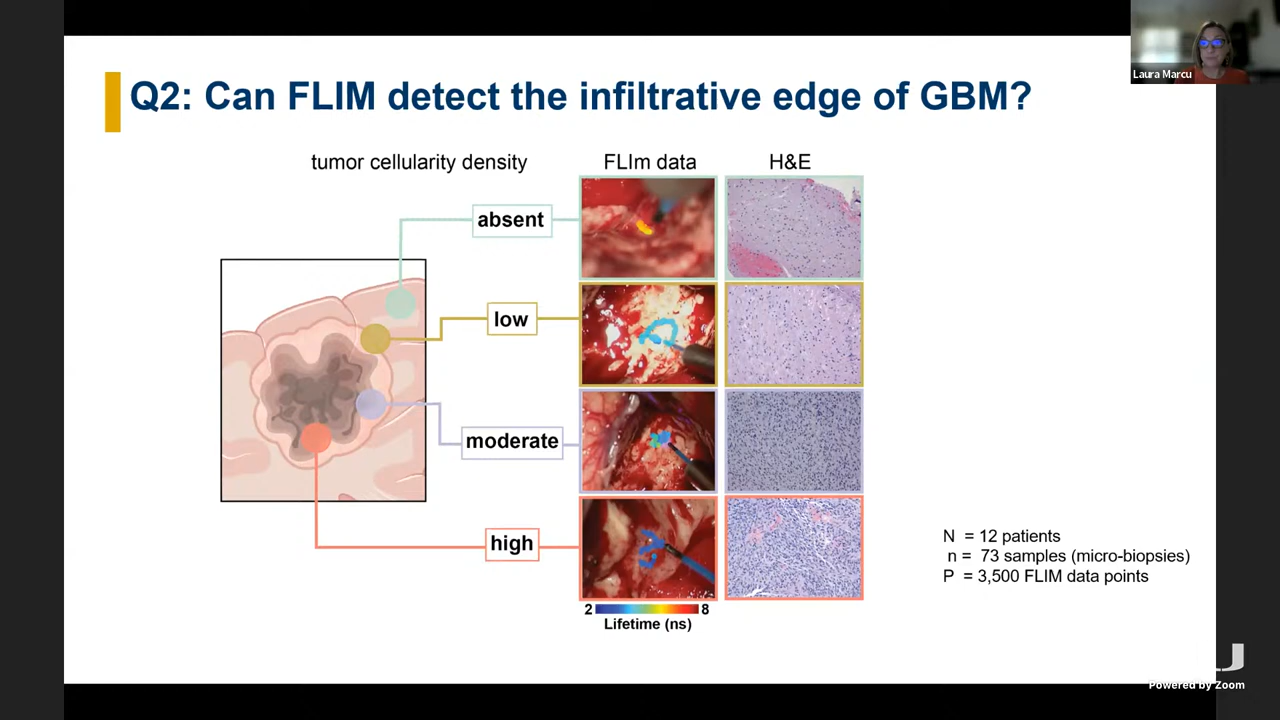 Laura Marcu
Q2: Can FLIM detect the infiltrative edge of GBM?
tumor cellularity density
FLIm data
H&E
absent
low
moderate
high
N = 12 patients
n = 73 samples (micro-biopsies)
P = 3,500 FLIM data points
2
8
Lifetime (ns)
Powered by Zoom